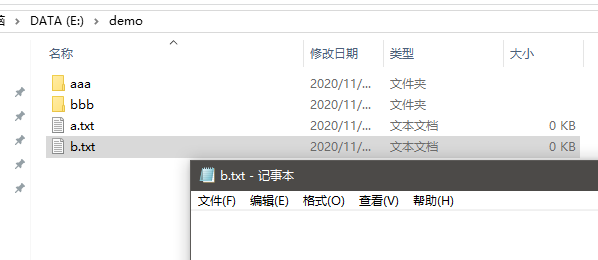 DATA (E:) › demo
名称 修改日期 类型 大小
aaa 2020/11/... 文件夹
bbb 2020/11/... 文件夹
a.txt 2020/11/... 文本文档 0 KB
b.txt 2020/11/... 文本文档 0 KB
b.txt - 记事本
文件(F) 编辑(E) 格式(O) 查看(V) 帮助(H)